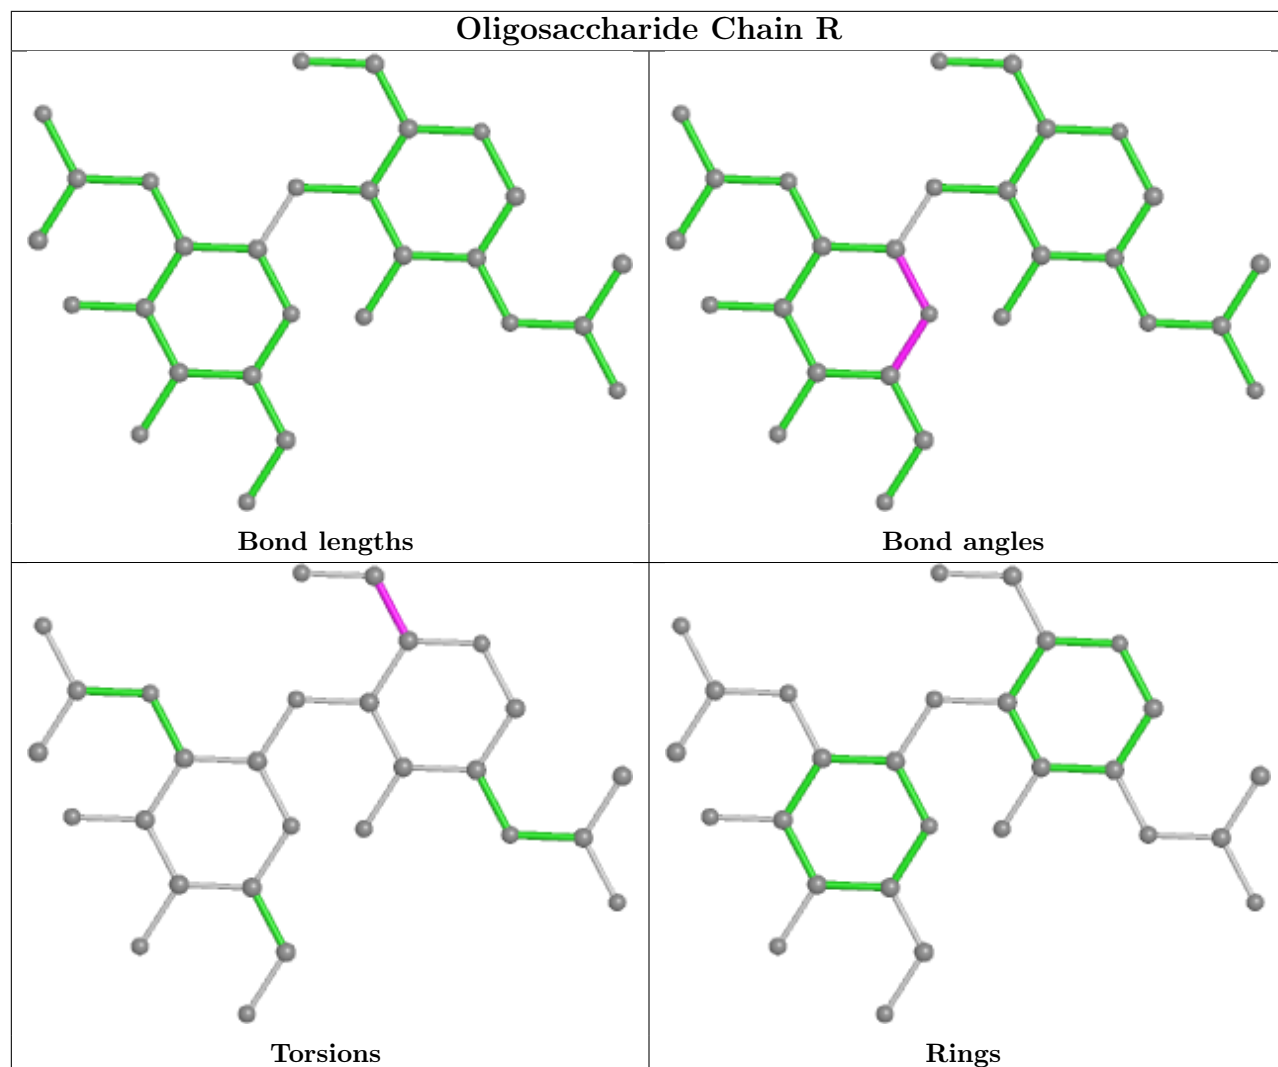 Oligosaccharide Chain R
Bond lengths
Bond angles
Torsions
Rings